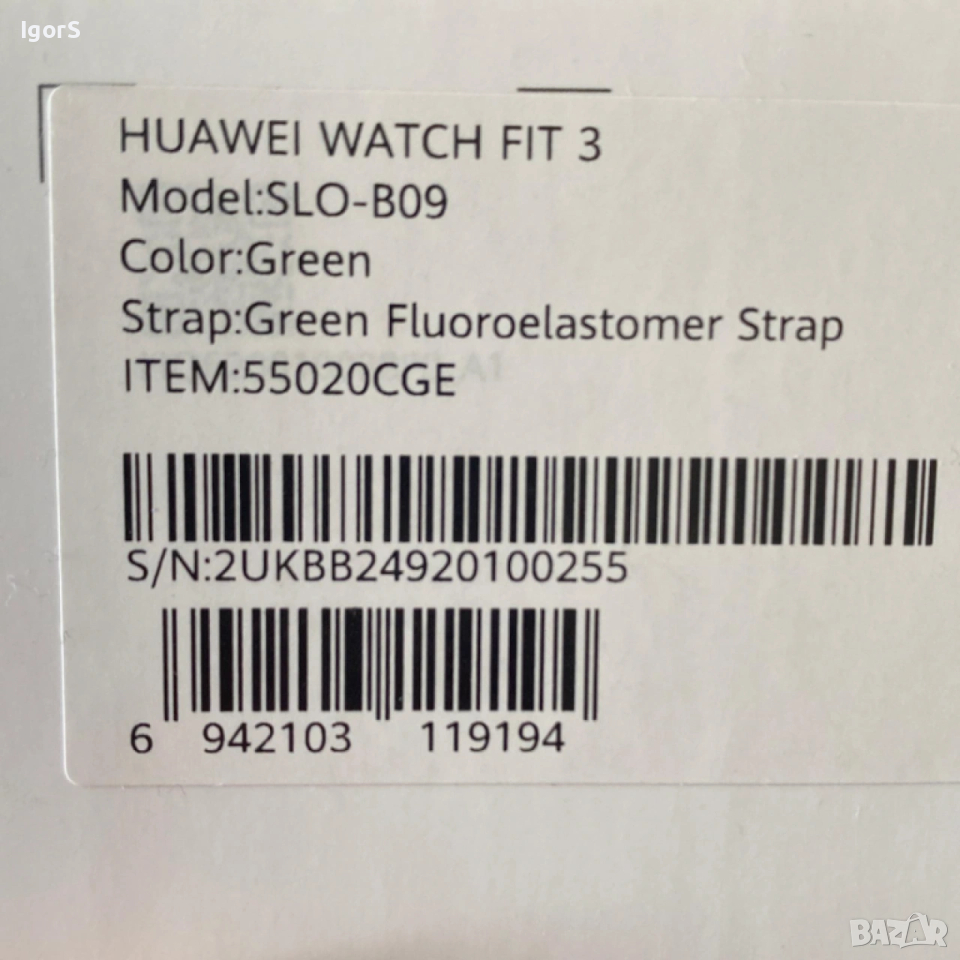 IgorS
HUAWEI WATCH FIT 3
Model:SLO-B09
Color:Green
Strap:Green Fluoroelastomer Strap
ITEM:55020CGE
S/N:2UKBB24920100255
6 942103 119194
BAZAR